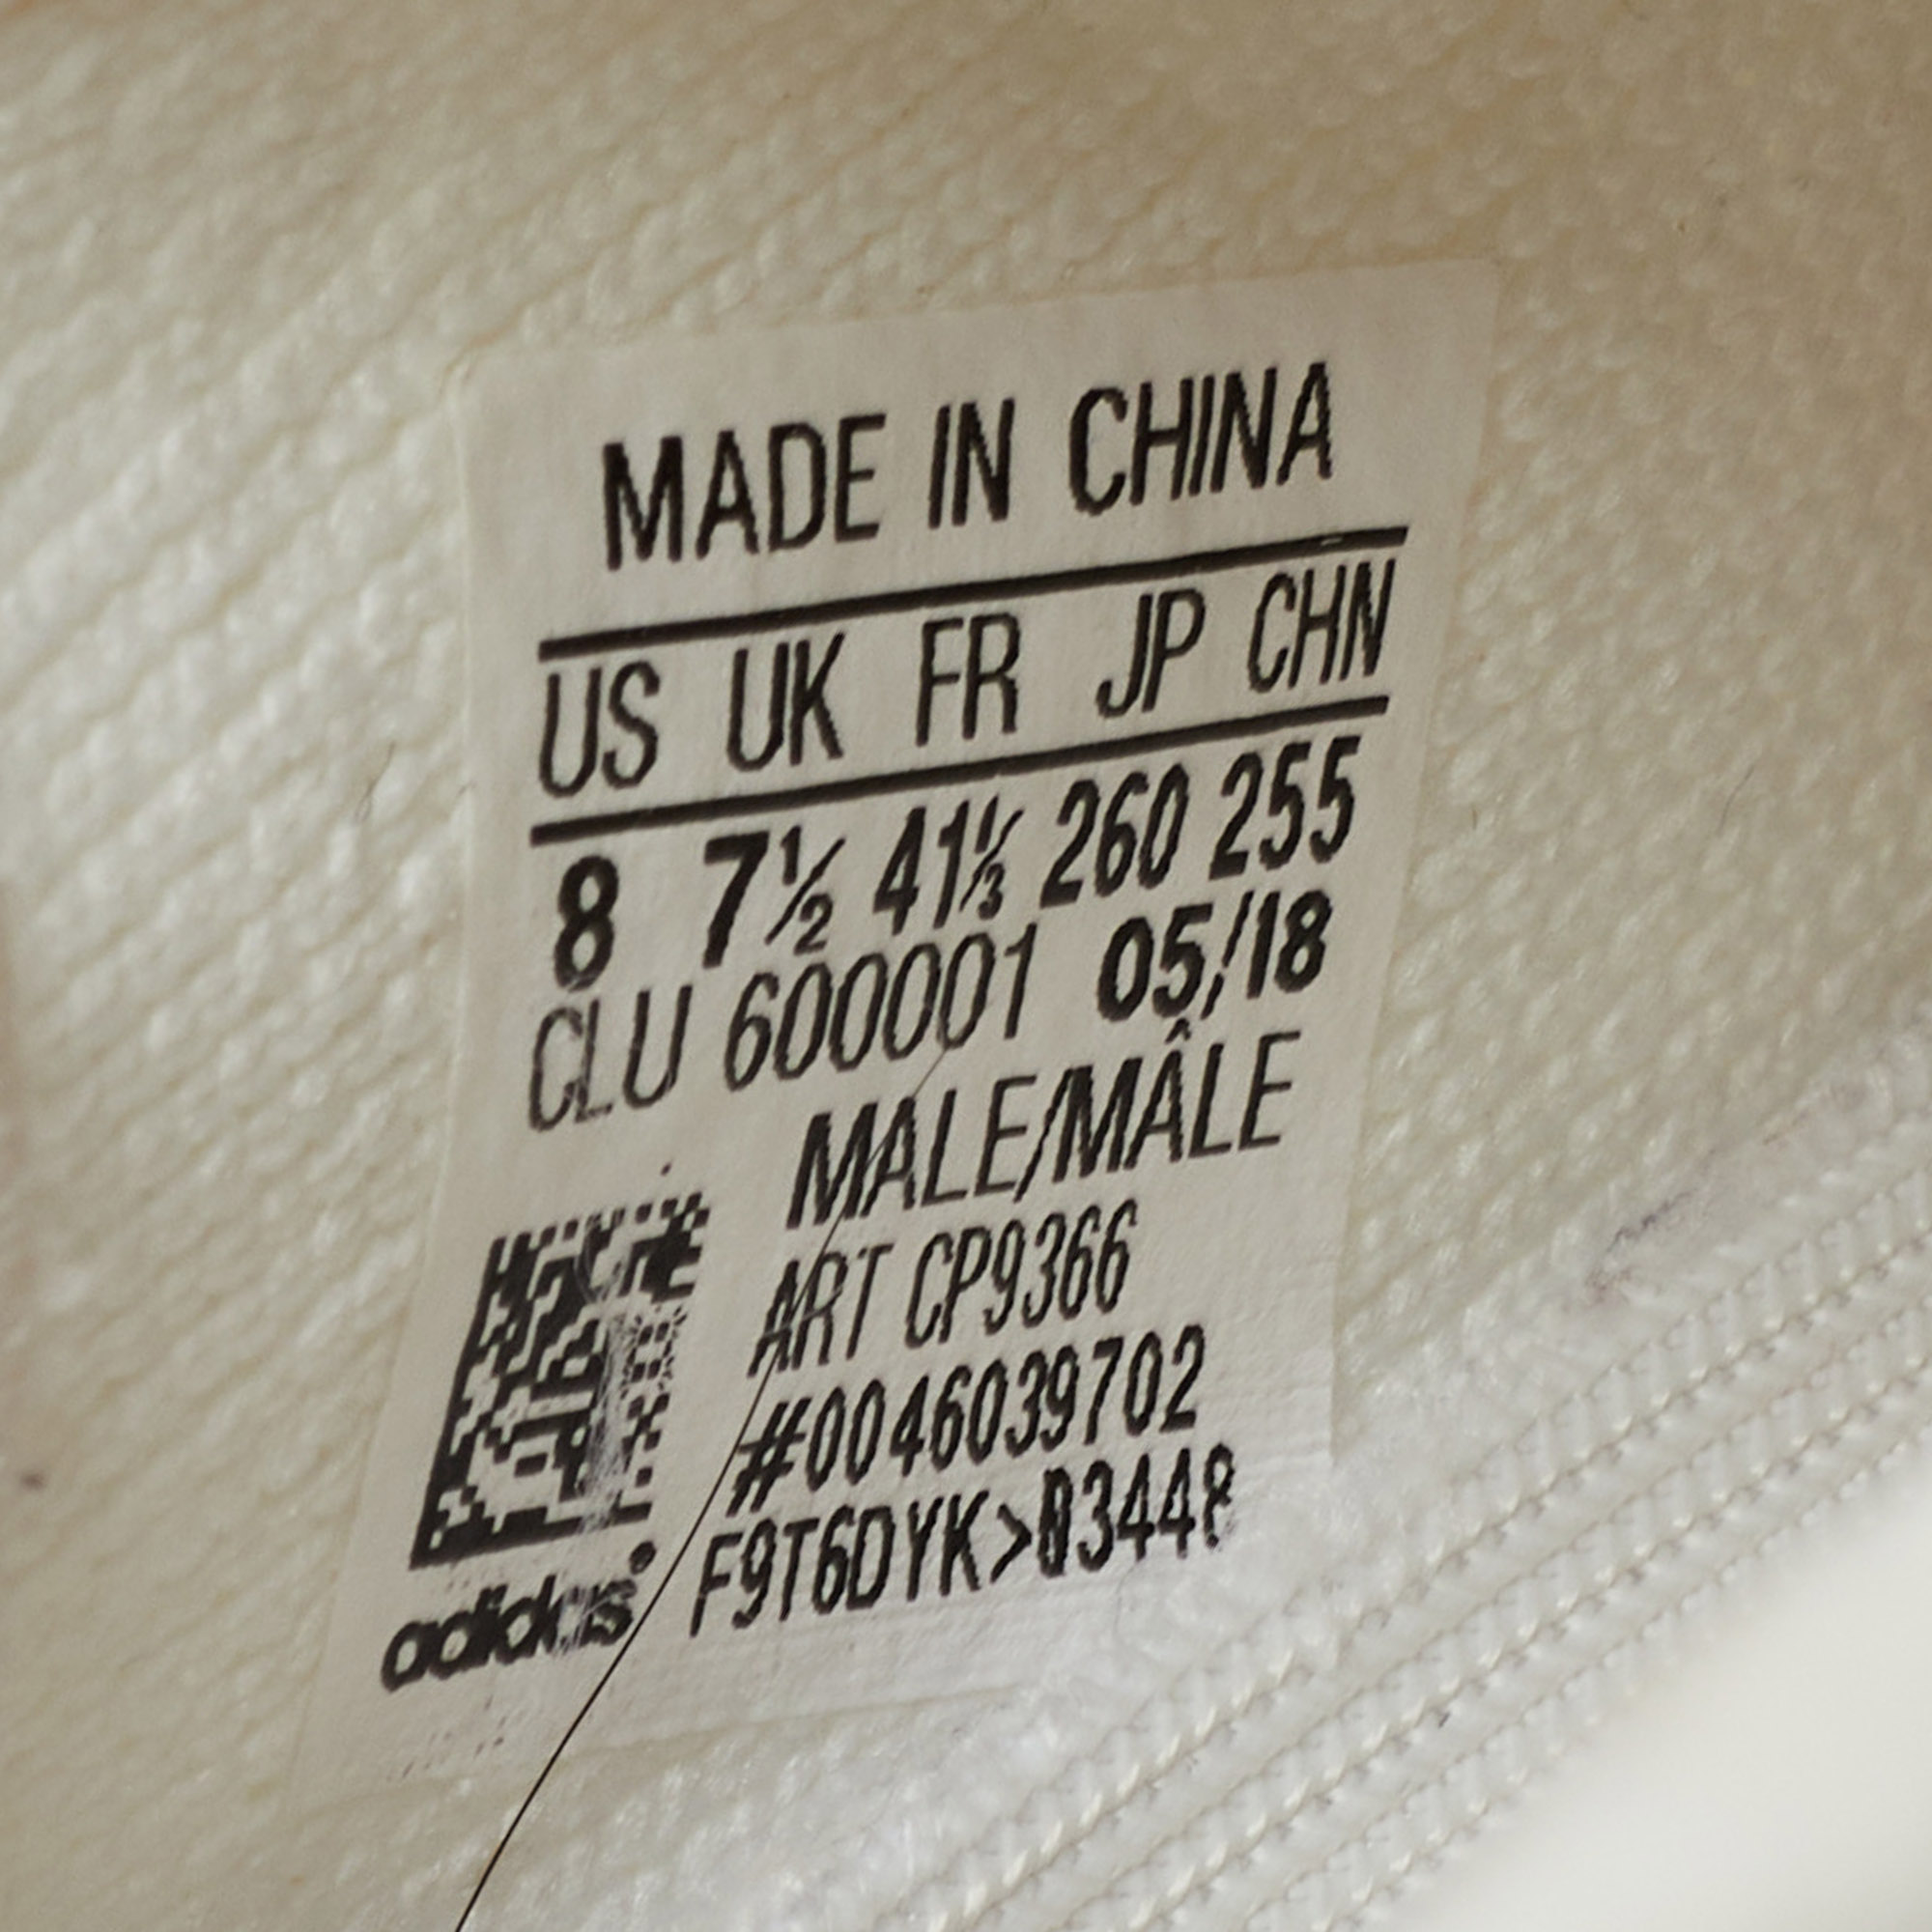 MADE IN CHINA
US UK FR JP CHN
8 7½ 41⅓ 260 255
CLU 600001 05/18
MALE/MÂLE
ART CP9366
#0046039702
adidas®